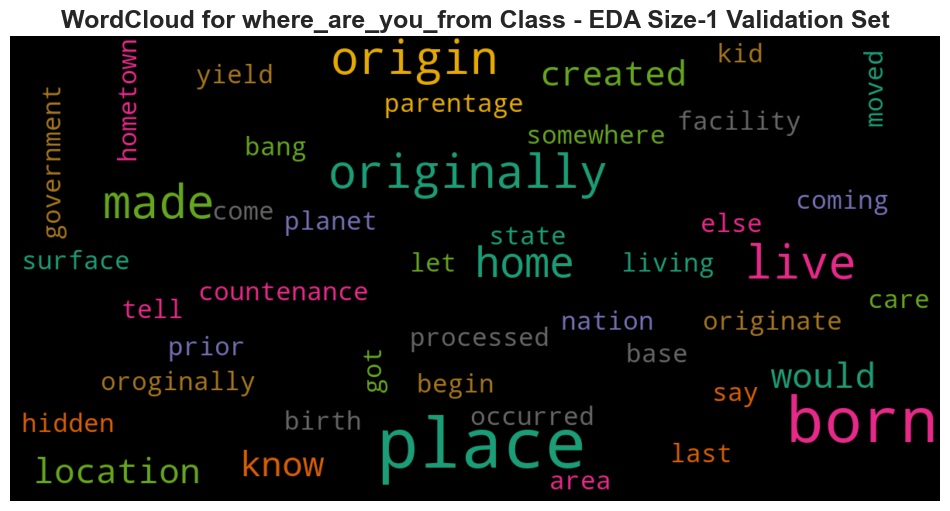 WordCloud for where_are_you_from Class - EDA Size-1 Validation Set
origin
kid
yield
created
moved
hometown
parentage
government
facility
somewhere
bang
originally
made
come
planet
coming
else
state
surface
let
home
living
live
countenance
tell
care
nation
originate
processed
prior
base
got
oroginally
begin
would
say
hidden
birth
occurred
born
place
location
know
last
area